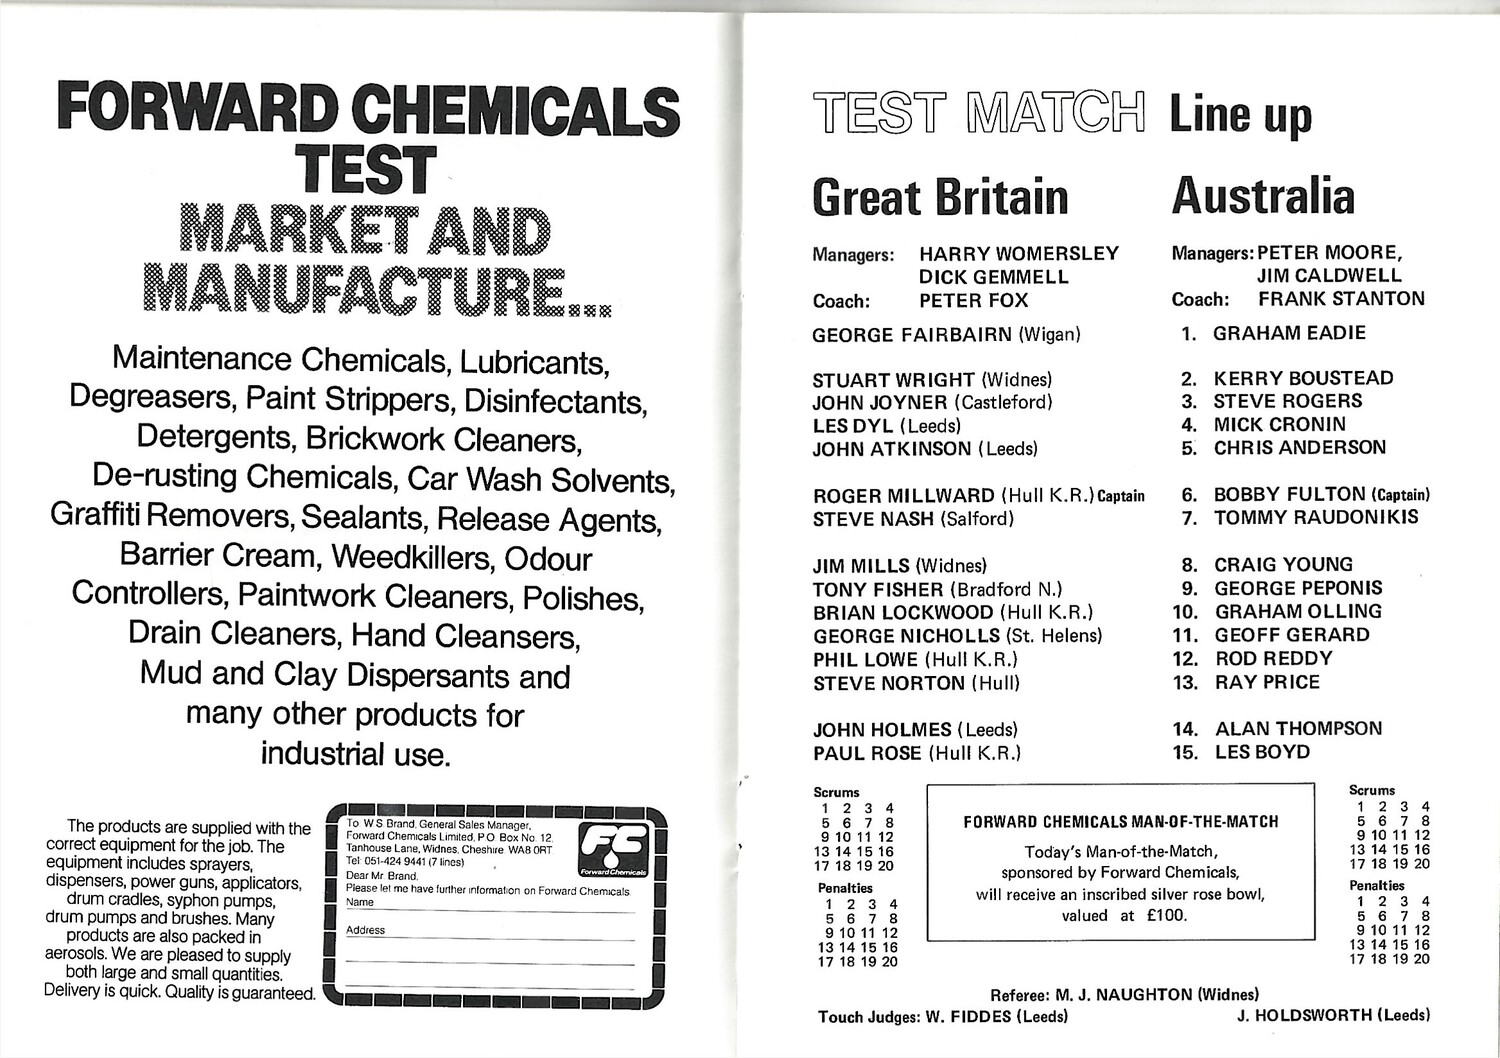 FORWARD CHEMICALS
TEST
MARKET AND
MANUFACTURE...
Maintenance Chemicals, Lubricants,
Degreasers, Paint Strippers, Disinfectants,
Detergents, Brickwork Cleaners,
De-rusting Chemicals, Car Wash Solvents,
Graffiti Removers, Sealants, Release Agents,
Barrier Cream, Weedkillers, Odour
Controllers, Paintwork Cleaners, Polishes,
Drain Cleaners, Hand Cleansers,
Mud and Clay Dispersants and
many other products for
industrial use.
The products are supplied with the
correct equipment for the job. The
equipment includes sprayers,
dispensers, power guns, applicators,
drum cradles, syphon pumps,
drum pumps and brushes. Many
products are also packed in
aerosols. We are pleased to supply
both large and small quantities.
Delivery is quick. Quality is guaranteed.
To W.S. Brand, General Sales Manager,
Forward Chemicals Limited, P.O. Box No. 12,
Tanhouse Lane, Widnes, Cheshire WA8 0RT
Tel: 051-424 9441 (7 lines)
Dear Mr. Brand,
Please let me have further information on Forward Chemicals.
Name
Address
FC
Forward Chemicals
TEST MATCH Line up
Great Britain
Managers: HARRY WOMERSLEY
DICK GEMMELL
Coach: PETER FOX
GEORGE FAIRBAIRN (Wigan)
STUART WRIGHT (Widnes)
JOHN JOYNER (Castleford)
LES DYL (Leeds)
JOHN ATKINSON (Leeds)
ROGER MILLWARD (Hull K.R.) Captain
STEVE NASH (Salford)
JIM MILLS (Widnes)
TONY FISHER (Bradford N.)
BRIAN LOCKWOOD (Hull K.R.)
GEORGE NICHOLLS (St. Helens)
PHIL LOWE (Hull K.R.)
STEVE NORTON (Hull)
JOHN HOLMES (Leeds)
PAUL ROSE (Hull K.R.)
Australia
Managers: PETER MOORE,
JIM CALDWELL
Coach: FRANK STANTON
1. GRAHAM EADIE
2. KERRY BOUSTEAD
3. STEVE ROGERS
4. MICK CRONIN
5. CHRIS ANDERSON
6. BOBBY FULTON (Captain)
7. TOMMY RAUDONIKIS
8. CRAIG YOUNG
9. GEORGE PEPONIS
10. GRAHAM OLLING
11. GEOFF GERARD
12. ROD REDDY
13. RAY PRICE
14. ALAN THOMPSON
15. LES BOYD
Scrums
1 2 3 4
5 6 7 8
9 10 11 12
13 14 15 16
17 18 19 20
Penalties
1 2 3 4
5 6 7 8
9 10 11 12
13 14 15 16
17 18 19 20
FORWARD CHEMICALS MAN-OF-THE-MATCH
Today's Man-of-the-Match,
sponsored by Forward Chemicals,
will receive an inscribed silver rose bowl,
valued at £100.
Scrums
1 2 3 4
5 6 7 8
9 10 11 12
13 14 15 16
17 18 19 20
Penalties
1 2 3 4
5 6 7 8
9 10 11 12
13 14 15 16
17 18 19 20
Referee: M. J. NAUGHTON (Widnes)
Touch Judges: W. FIDDES (Leeds) J. HOLDSWORTH (Leeds)